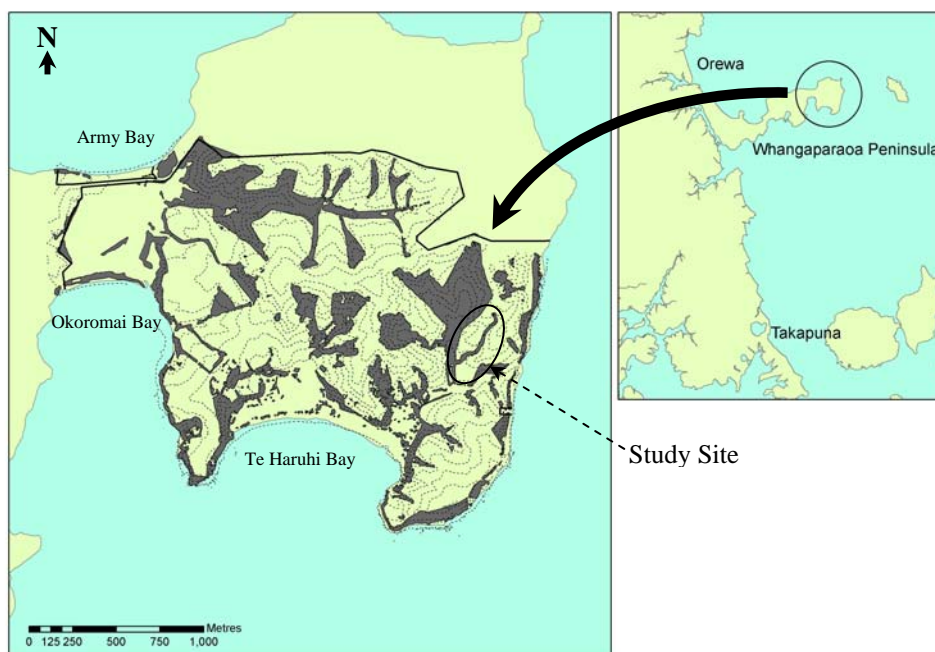 N
Army Bay
Okoromai Bay
Te Haruhi Bay
Metres
0 125 250 500 750 1,000
Orewa
Whangaparaoa Peninsula
Takapuna
Study Site